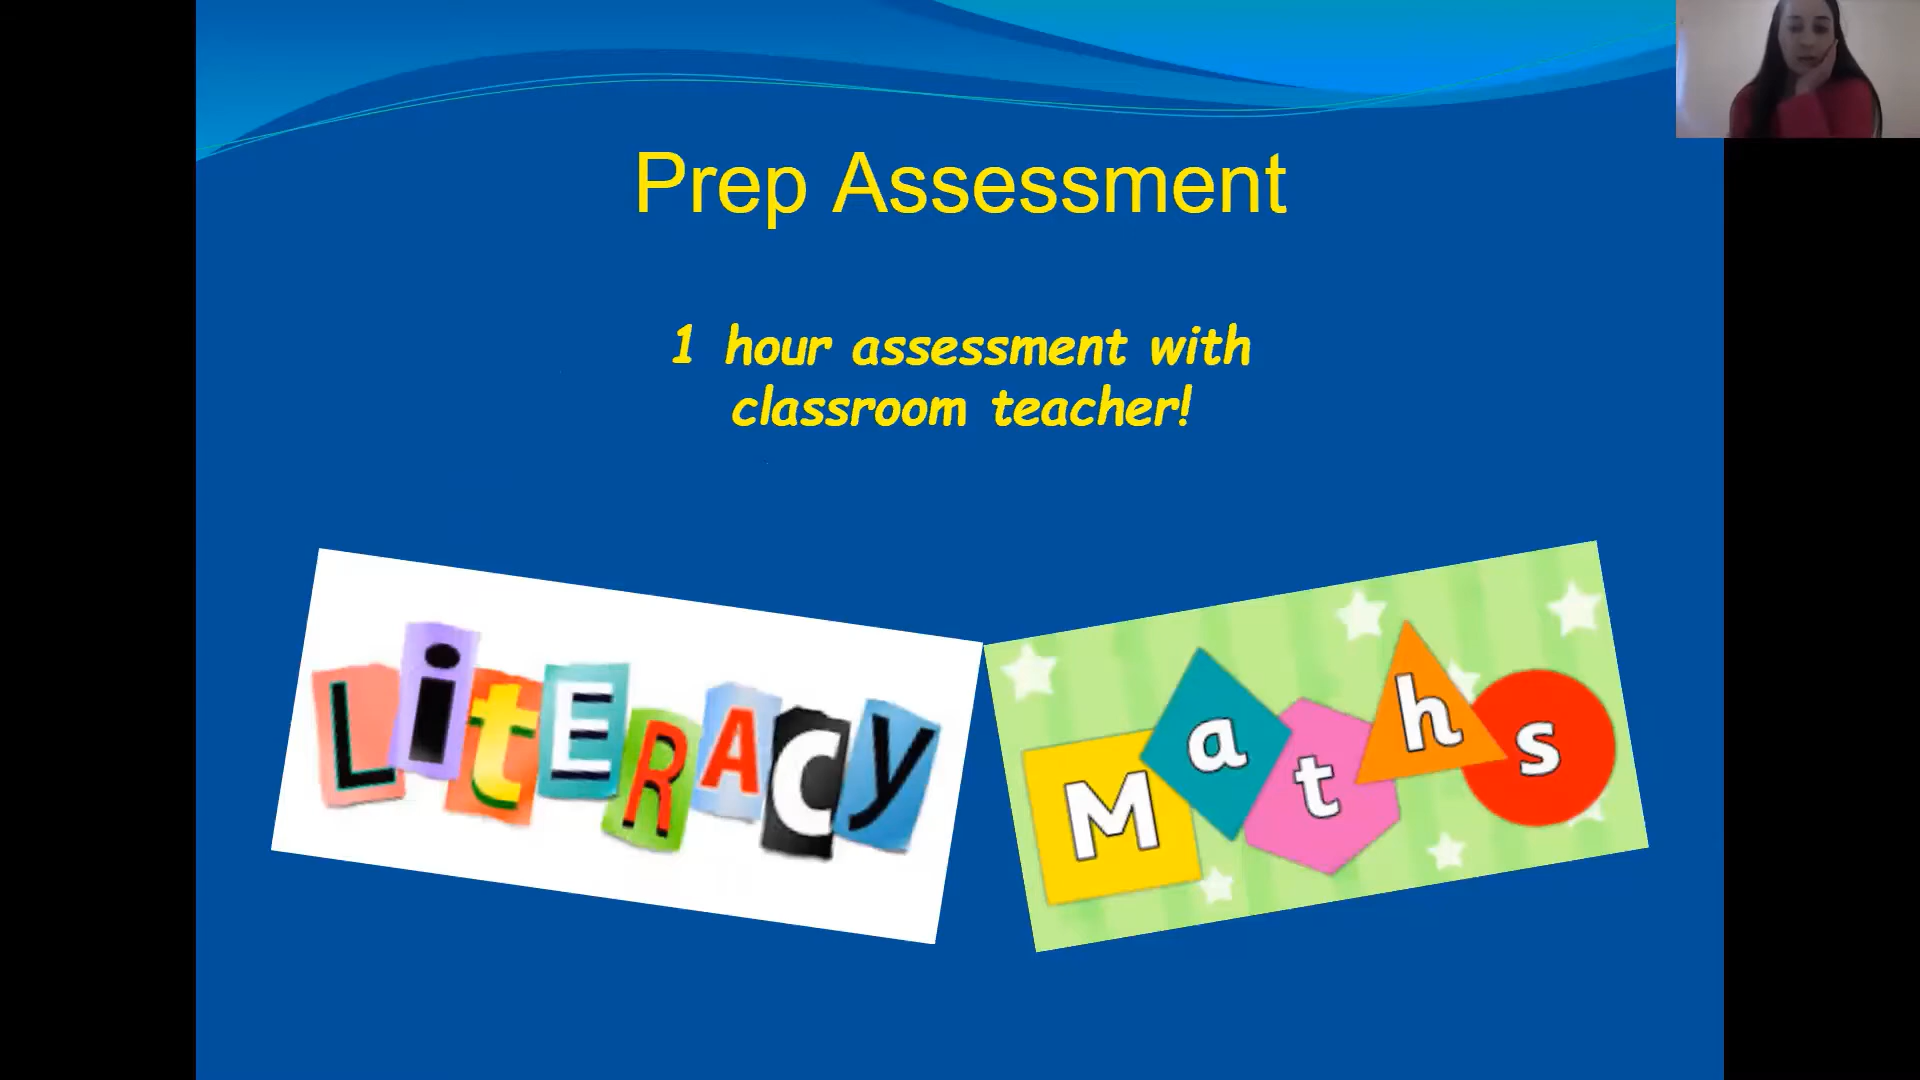 Prep Assessment
1 hour assessment with
classroom teacher!
LitERACy
Maths